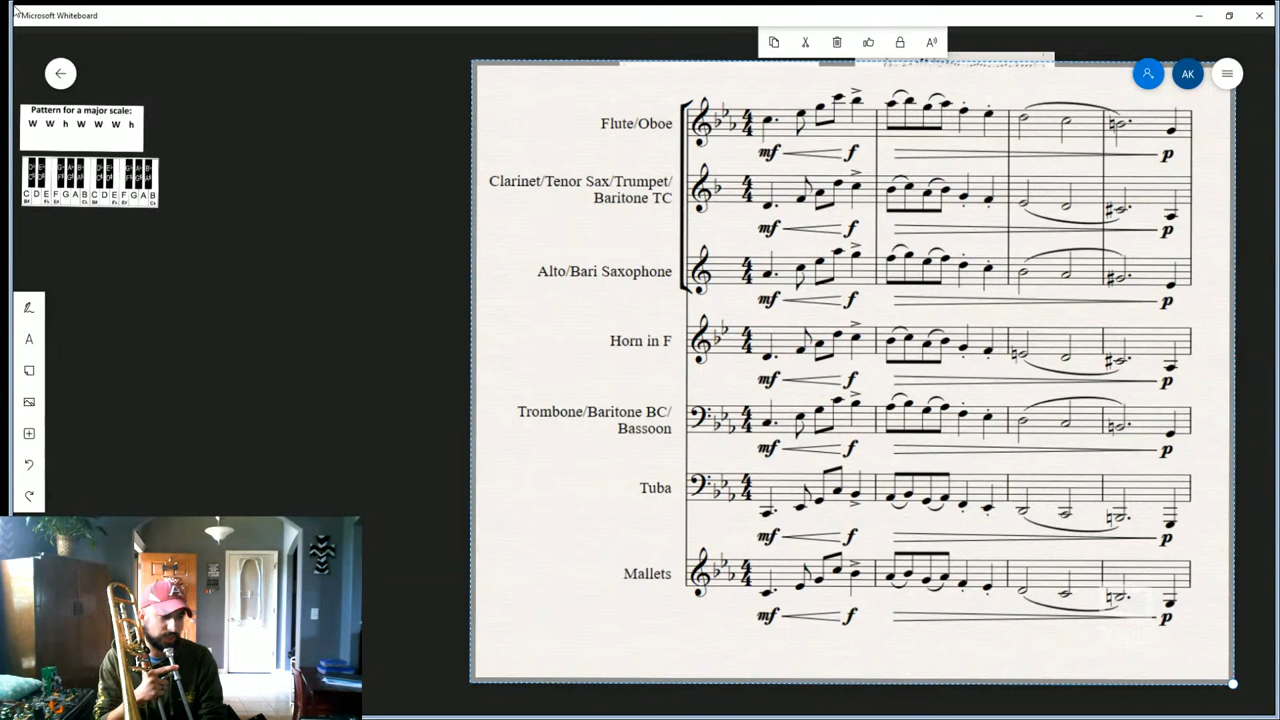 Microsoft Whiteboard
AK
Pattern for a major scale:
W W h W W W h
C D E F G A B C D E F G A B
Flute/Oboe
mf f p
Clarinet/Tenor Sax/Trumpet/
Baritone TC
mf f p
Alto/Bari Saxophone
mf f p
Horn in F
mf f p
Trombone/Baritone BC/
Bassoon
mf f p
Tuba
mf f p
Mallets
mf f p